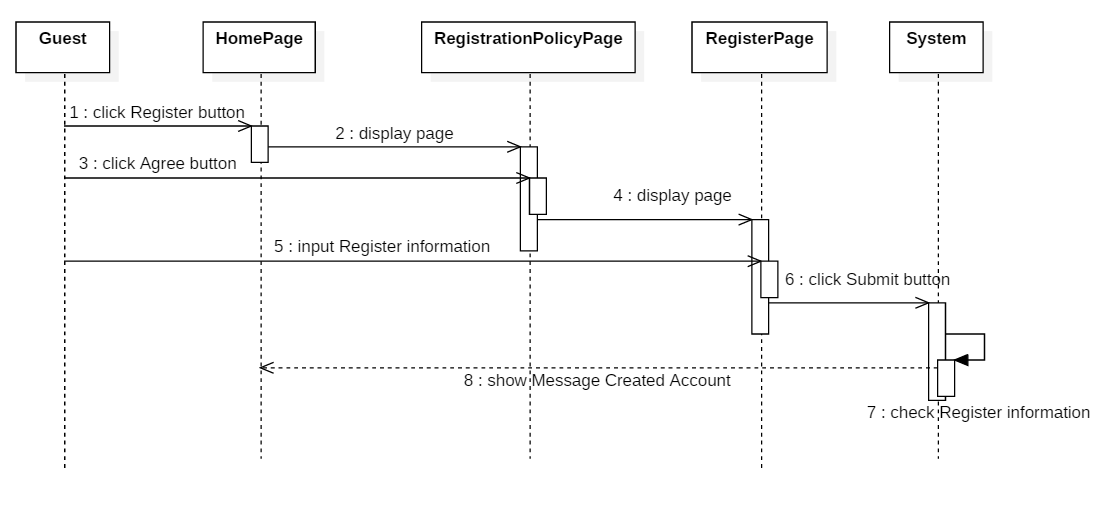 Guest
HomePage
RegistrationPolicyPage
RegisterPage
System
1 : click Register button
2 : display page
3 : click Agree button
4 : display page
5 : input Register information
6 : click Submit button
8 : show Message Created Account
7 : check Register information